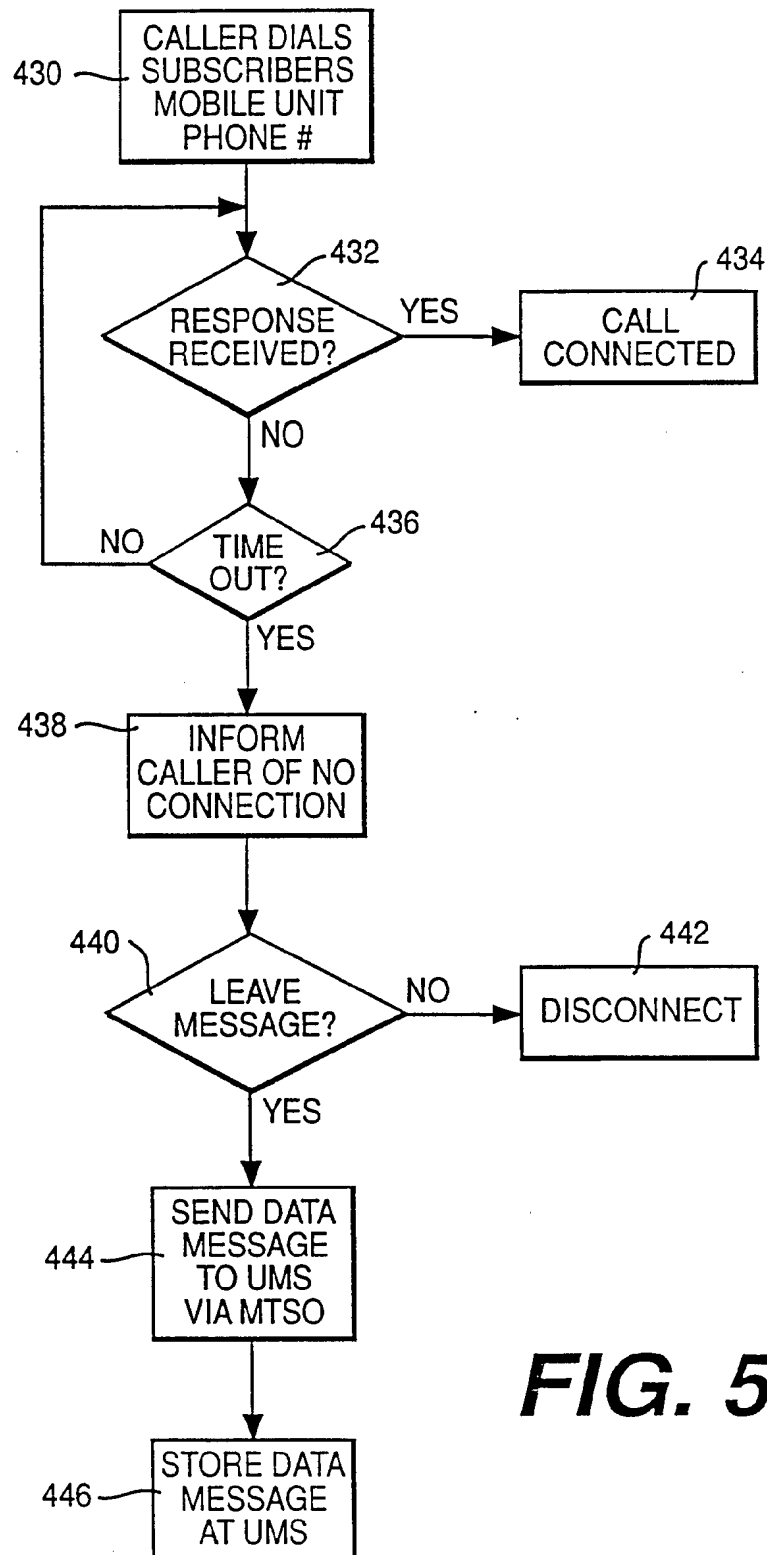 CALLER DIALS
SUBSCRIBERS
MOBILE UNIT
PHONE #
430
432
RESPONSE
RECEIVED?
YES
434
CALL
CONNECTED
NO
436
TIME
OUT?
NO
YES
438
INFORM
CALLER OF NO
CONNECTION
440
LEAVE
MESSAGE?
NO
442
DISCONNECT
YES
444
SEND DATA
MESSAGE
TO UMS
VIA MTSO
446
STORE DATA
MESSAGE
AT UMS
FIG. 5